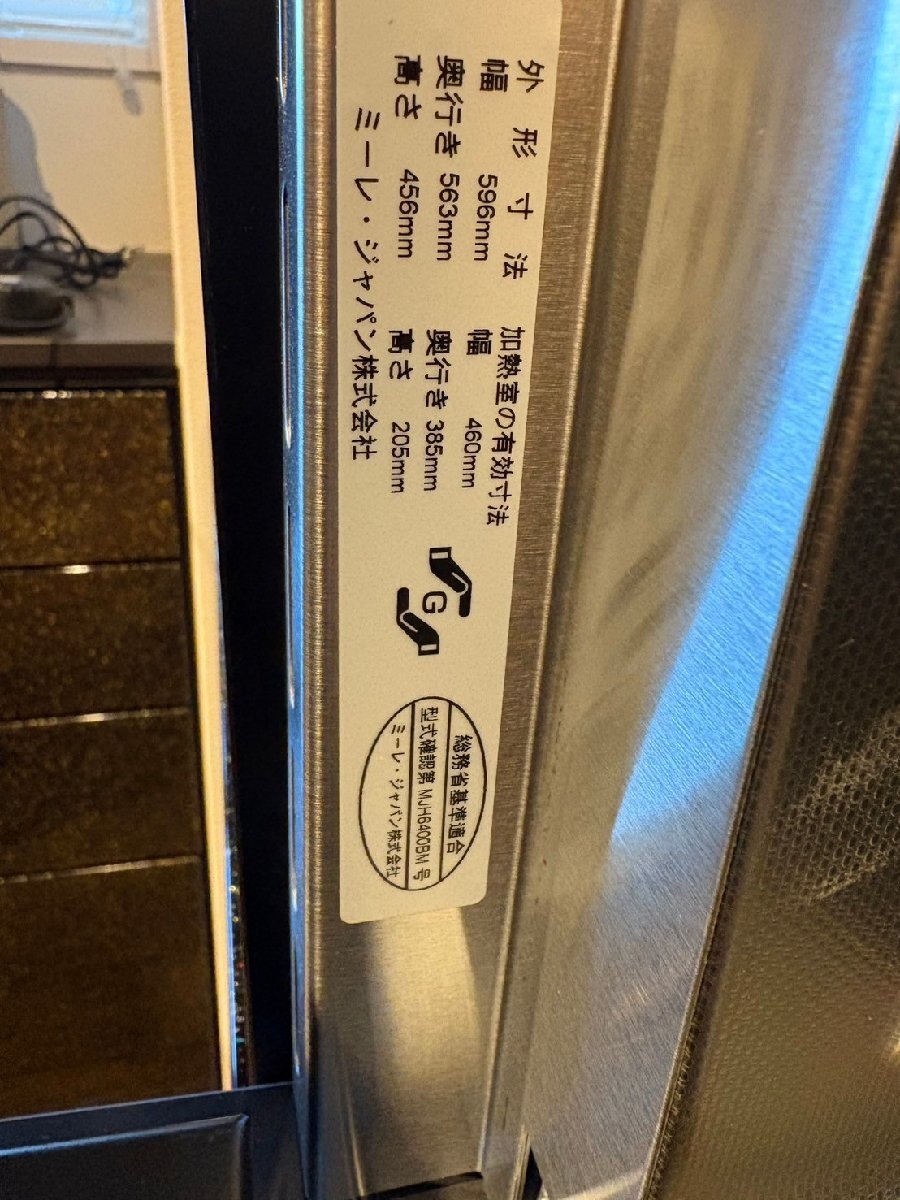 外形寸法
幅 596mm
奥行き 563mm
高さ 456mm
加熱室の有効寸法
幅 460mm
奥行き 385mm
高さ 205mm
ミーレ・ジャパン株式会社
G
総務省基準適合
型式確認第 MJH6400BM 号
ミーレ・ジャパン株式会社